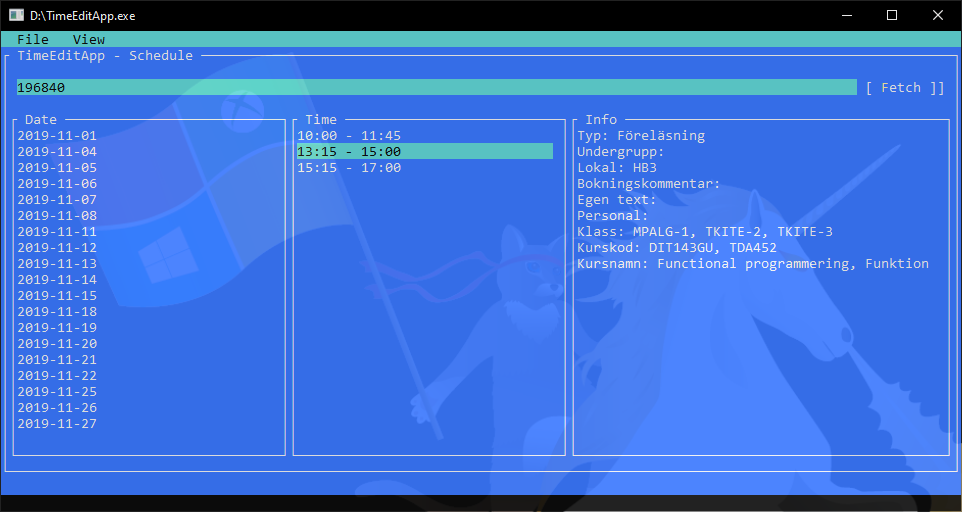 D:\TimeEditApp.exe
File View
TimeEditApp - Schedule
196840 [ Fetch ]]
Date
2019-11-01
2019-11-04
2019-11-05
2019-11-06
2019-11-07
2019-11-08
2019-11-11
2019-11-12
2019-11-13
2019-11-14
2019-11-15
2019-11-18
2019-11-19
2019-11-20
2019-11-21
2019-11-22
2019-11-25
2019-11-26
2019-11-27
Time
10:00 - 11:45
13:15 - 15:00
15:15 - 17:00
Info
Typ: Föreläsning
Undergrupp:
Lokal: HB3
Bokningskommentar:
Egen text:
Personal:
Klass: MPALG-1, TKITE-2, TKITE-3
Kurskod: DIT143GU, TDA452
Kursnamn: Functional programmering, Funktion